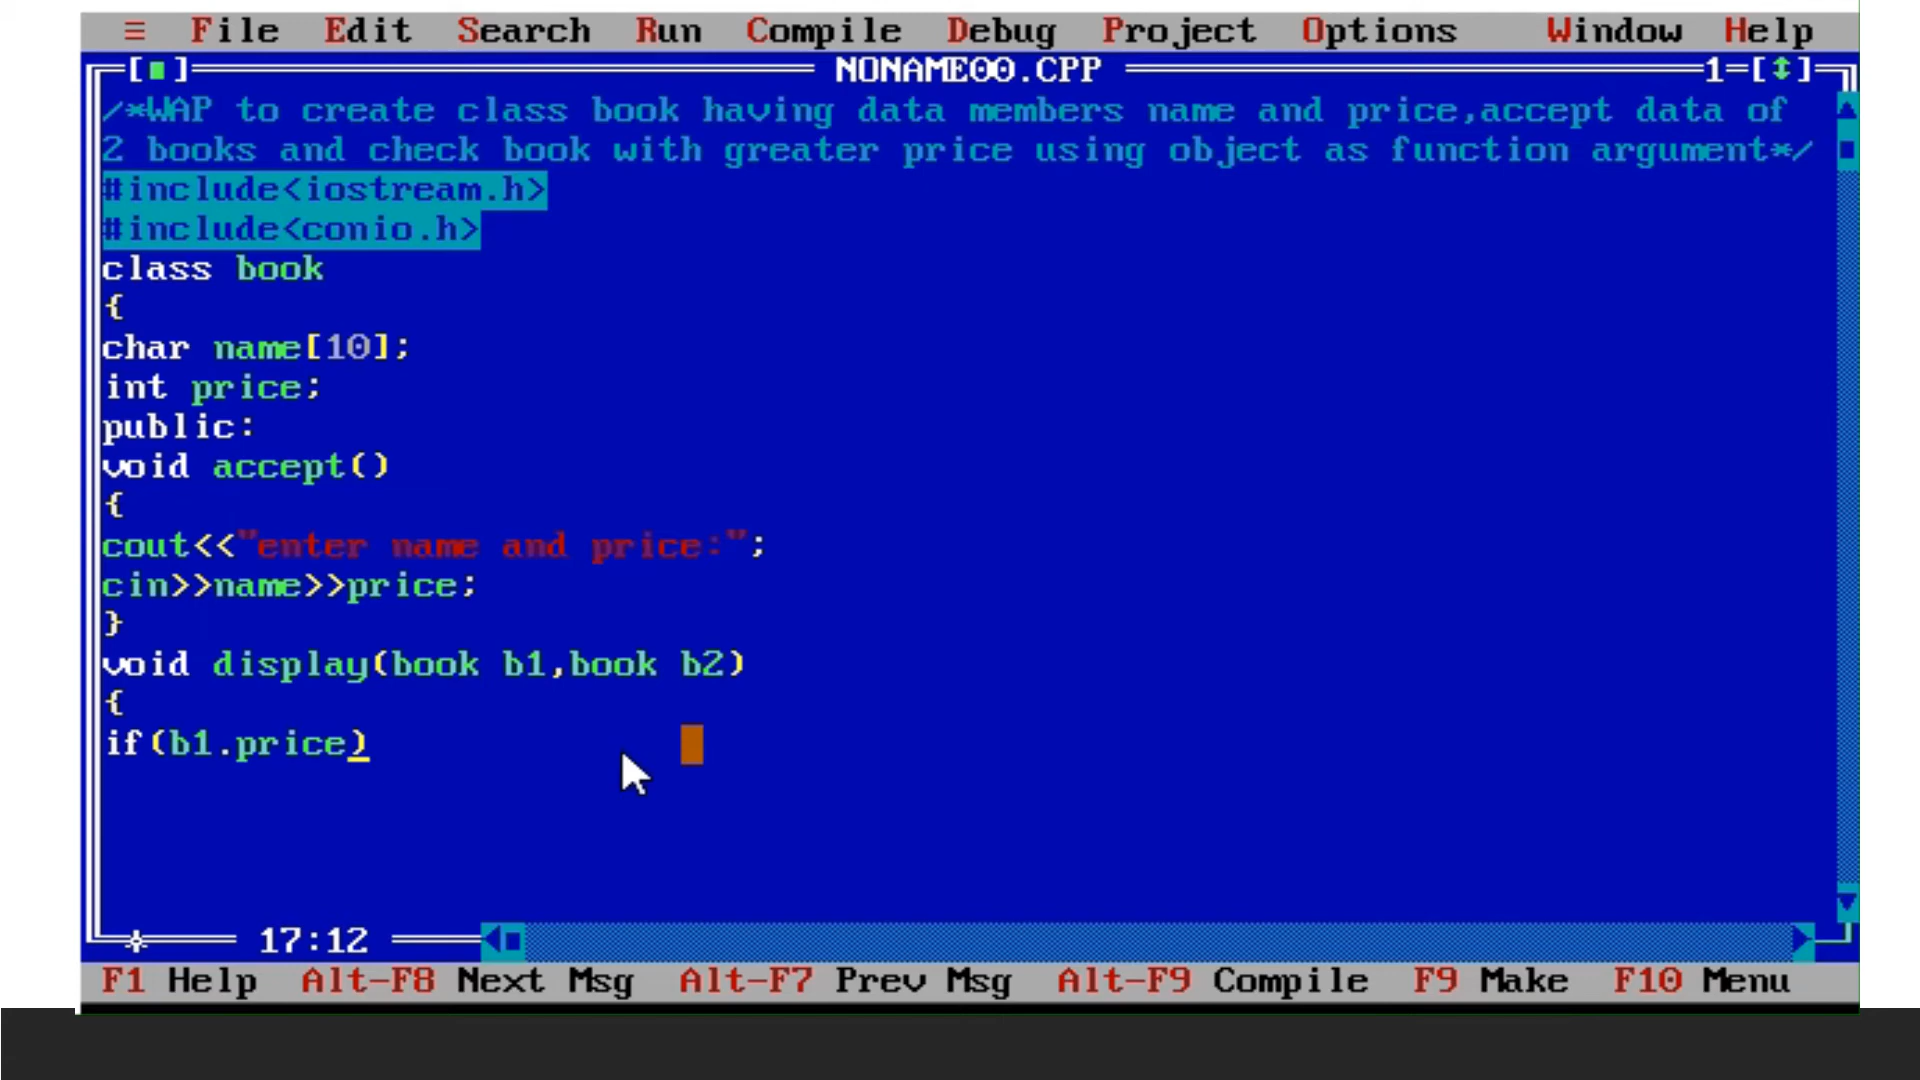 ≡ File Edit Search Run Compile Debug Project Options Window Help
[■] NONAME00.CPP 1=[↕]
/*WAP to create class book having data members name and price,accept data of
2 books and check book with greater price using object as function argument*/
#include<iostream.h>
#include<conio.h>
class book
{
char name[10];
int price;
public:
void accept()
{
cout<<"enter name and price:";
cin>>name>>price;
}
void display(book b1,book b2)
{
if(b1.price)
17:12
F1 Help Alt-F8 Next Msg Alt-F7 Prev Msg Alt-F9 Compile F9 Make F10 Menu